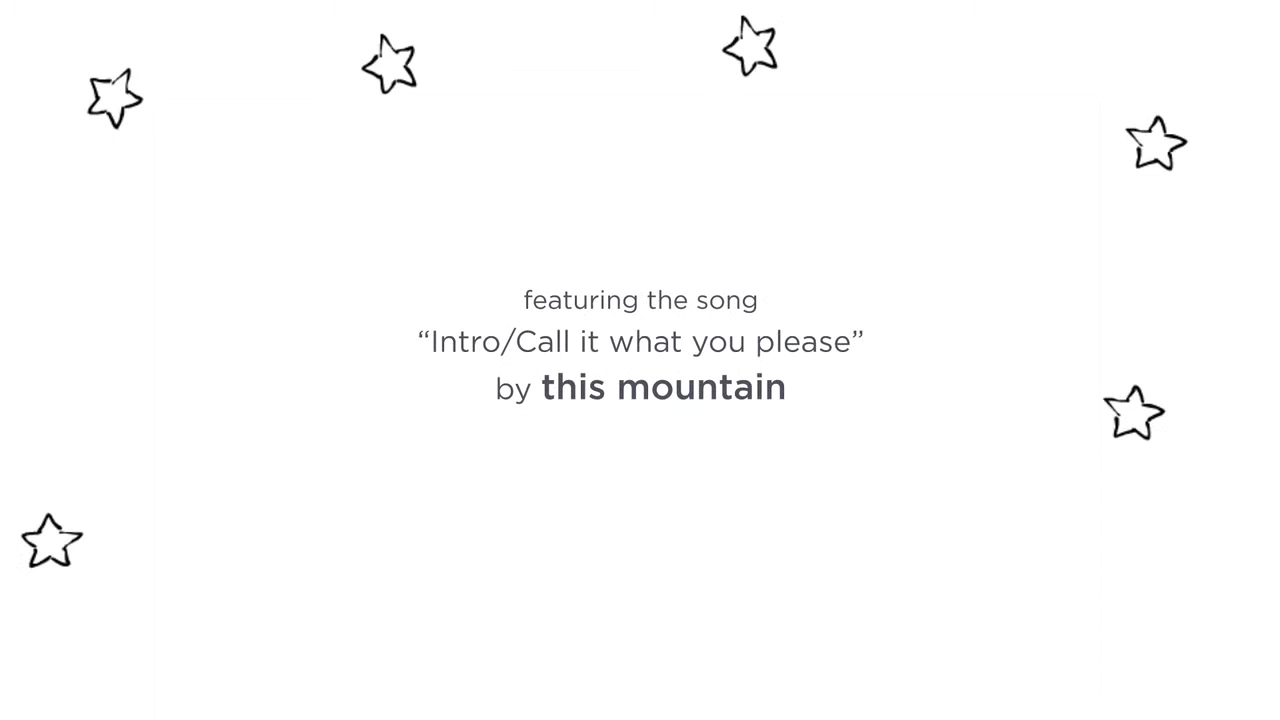 featuring the song
“Intro/Call it what you please”
by this mountain